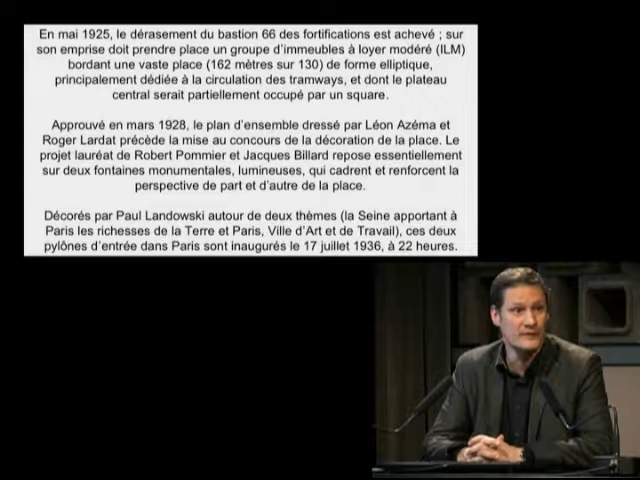 En mai 1925, le dérasement du bastion 66 des fortifications est achevé ; sur
son emprise doit prendre place un groupe d'immeubles à loyer modéré (ILM)
bordant une vaste place (162 mètres sur 130) de forme elliptique,
principalement dédiée à la circulation des tramways, et dont le plateau
central serait partiellement occupé par un square.
Approuvé en mars 1928, le plan d'ensemble dressé par Léon Azéma et
Roger Lardat précède la mise au concours de la décoration de la place. Le
projet lauréat de Robert Pommier et Jacques Billard repose essentiellement
sur deux fontaines monumentales, lumineuses, qui cadrent et renforcent la
perspective de part et d'autre de la place.
Décorés par Paul Landowski autour de deux thèmes (la Seine apportant à
Paris les richesses de la Terre et Paris, Ville d'Art et de Travail), ces deux
pylônes d'entrée dans Paris sont inaugurés le 17 juillet 1936, à 22 heures.